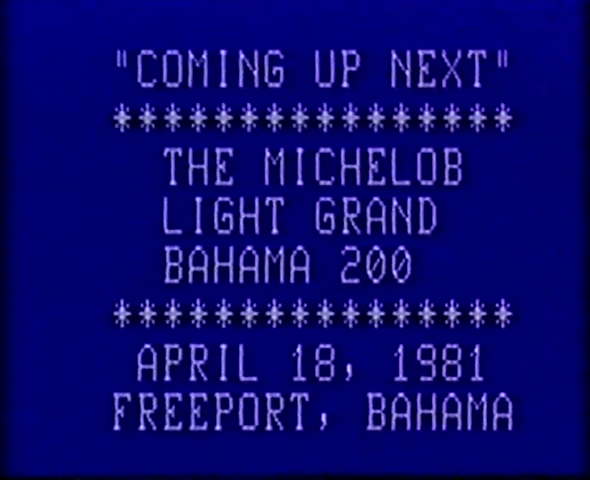 "COMING UP NEXT"
****************
THE MICHELOB
LIGHT GRAND
BAHAMA 200
****************
APRIL 18, 1981
FREEPORT, BAHAMA